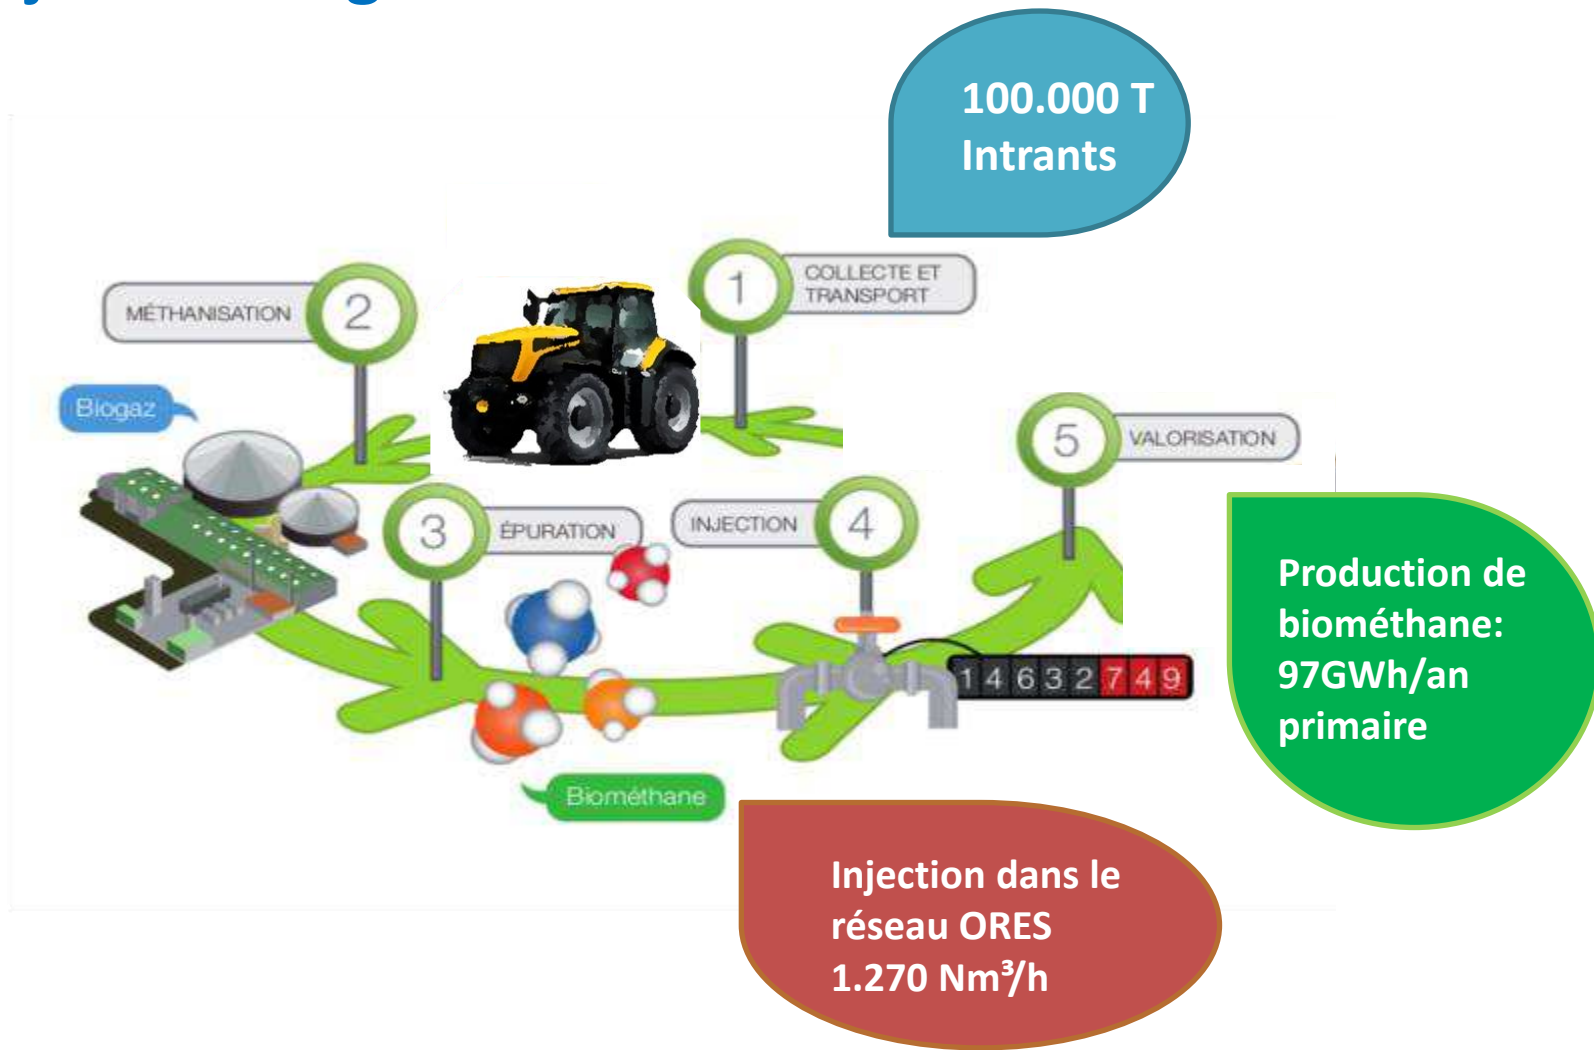 100.000 T
Intrants
1
COLLECTE ET
TRANSPORT
MÉTHANISATION
2
Biogaz
3
ÉPURATION
INJECTION
4
5
VALORISATION
14632749
Biométhane
Production de
biométhane:
97GWh/an
primaire
Injection dans le
réseau ORES
1.270 Nm³/h